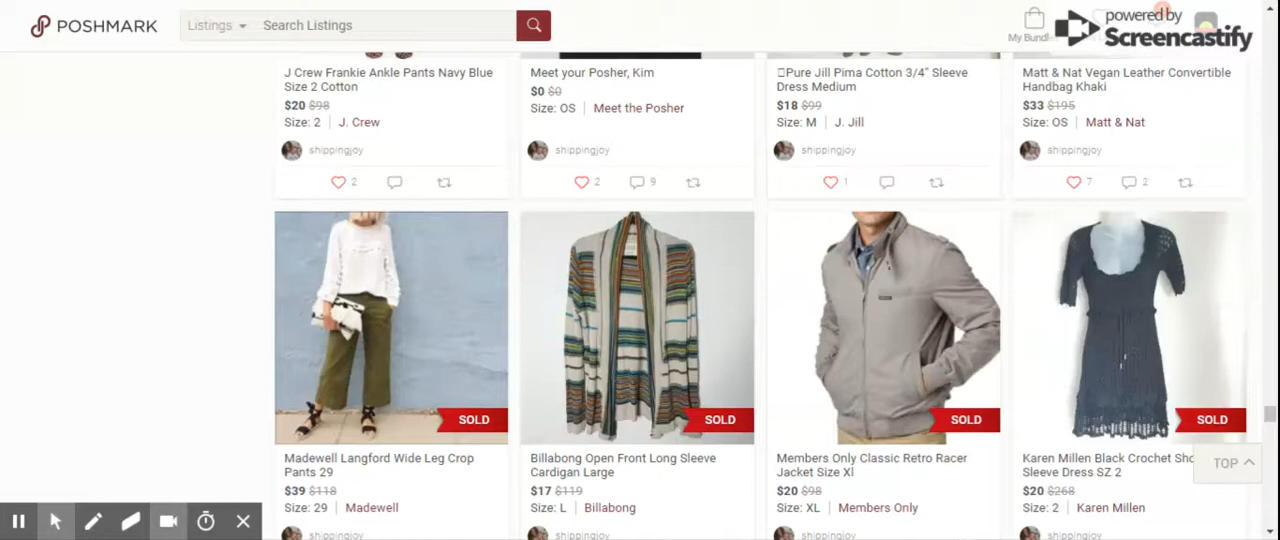 POSHMARK
Listings
Search Listings
My Bundl
powered by
Screencastify
J Crew Frankie Ankle Pants Navy Blue
Size 2 Cotton
$20 $98
Size: 2 | J. Crew
shippingjoy
2
Meet your Posher, Kim
$0 $0
Size: OS | Meet the Posher
shippingjoy
2 9
Pure Jill Pima Cotton 3/4" Sleeve
Dress Medium
$18 $99
Size: M | J. Jill
shippingjoy
1
Matt & Nat Vegan Leather Convertible
Handbag Khaki
$33 $195
Size: OS | Matt & Nat
shippingjoy
7 2
SOLD
Madewell Langford Wide Leg Crop
Pants 29
$39 $118
Size: 29 | Madewell
shippingjoy
SOLD
Billabong Open Front Long Sleeve
Cardigan Large
$17 $119
Size: L | Billabong
shippingjoy
SOLD
Members Only Classic Retro Racer
Jacket Size Xl
$20 $98
Size: XL | Members Only
shippingjoy
SOLD
Karen Millen Black Crochet Sho
Sleeve Dress SZ 2
$20 $268
Size: 2 | Karen Millen
shippingjoy
TOP